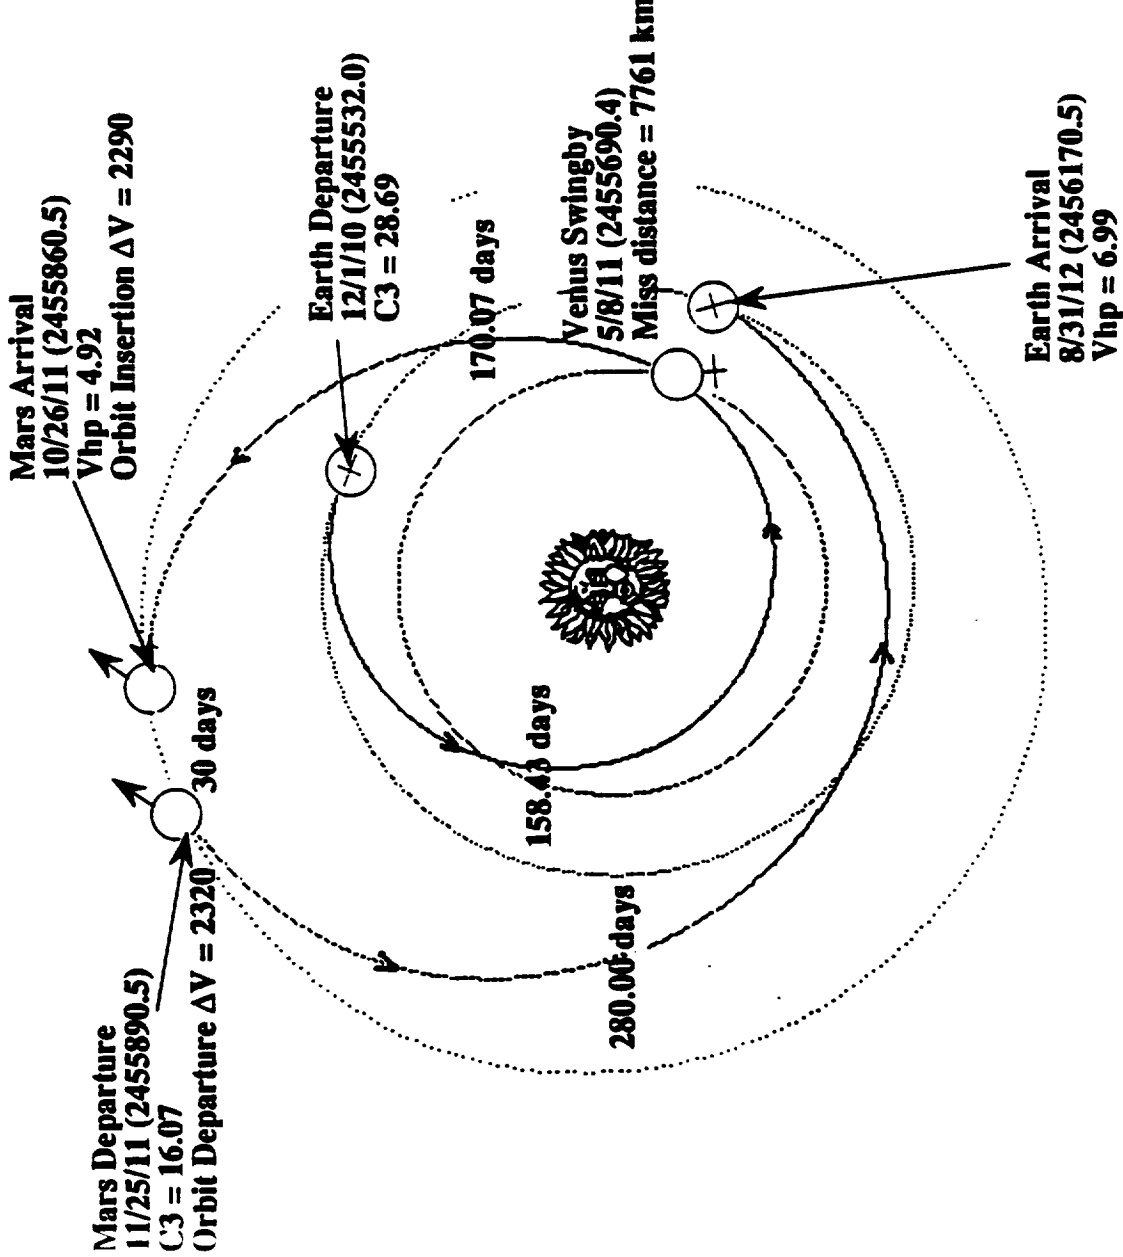 Mars Arrival
10/26/11 (2455860.5)
Vhp = 4.92
Orbit Insertion ΔV = 2290
Earth Departure
12/1/10 (2455532.0)
C3 = 28.69
170.07 days
Venus Swingby
5/8/11 (2455690.4)
Miss distance = 7761 km
Earth Arrival
8/31/12 (2456170.5)
Vhp = 6.99
30 days
158.43 days
280.00 days
Mars Departure
11/25/11 (2455890.5)
C3 = 16.07
Orbit Departure ΔV = 2320